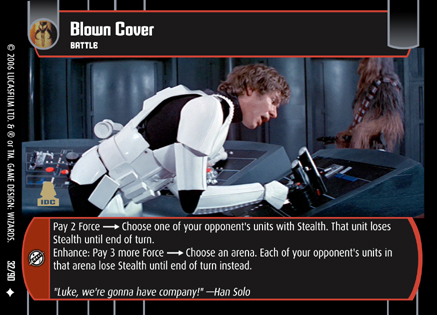 Blown Cover
BATTLE
© 2006 LUCASFILM LTD. & ® or TM. GAME DESIGN: WIZARDS.
32/90
IDC
Pay 2 Force → Choose one of your opponent's units with Stealth. That unit loses
Stealth until end of turn.
Enhance: Pay 3 more Force → Choose an arena. Each of your opponent's units in
that arena lose Stealth until end of turn instead.
"Luke, we're gonna have company!" —Han Solo